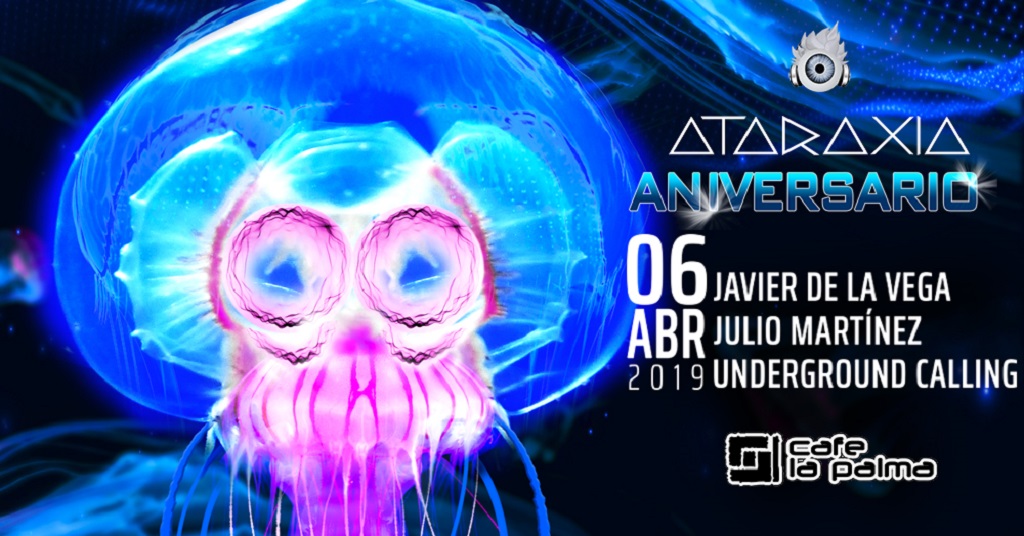 ATARAXIA
ANIVERSARIO
06
ABR
2019
JAVIER DE LA VEGA
JULIO MARTÍNEZ
UNDERGROUND CALLING
cafe
la palma